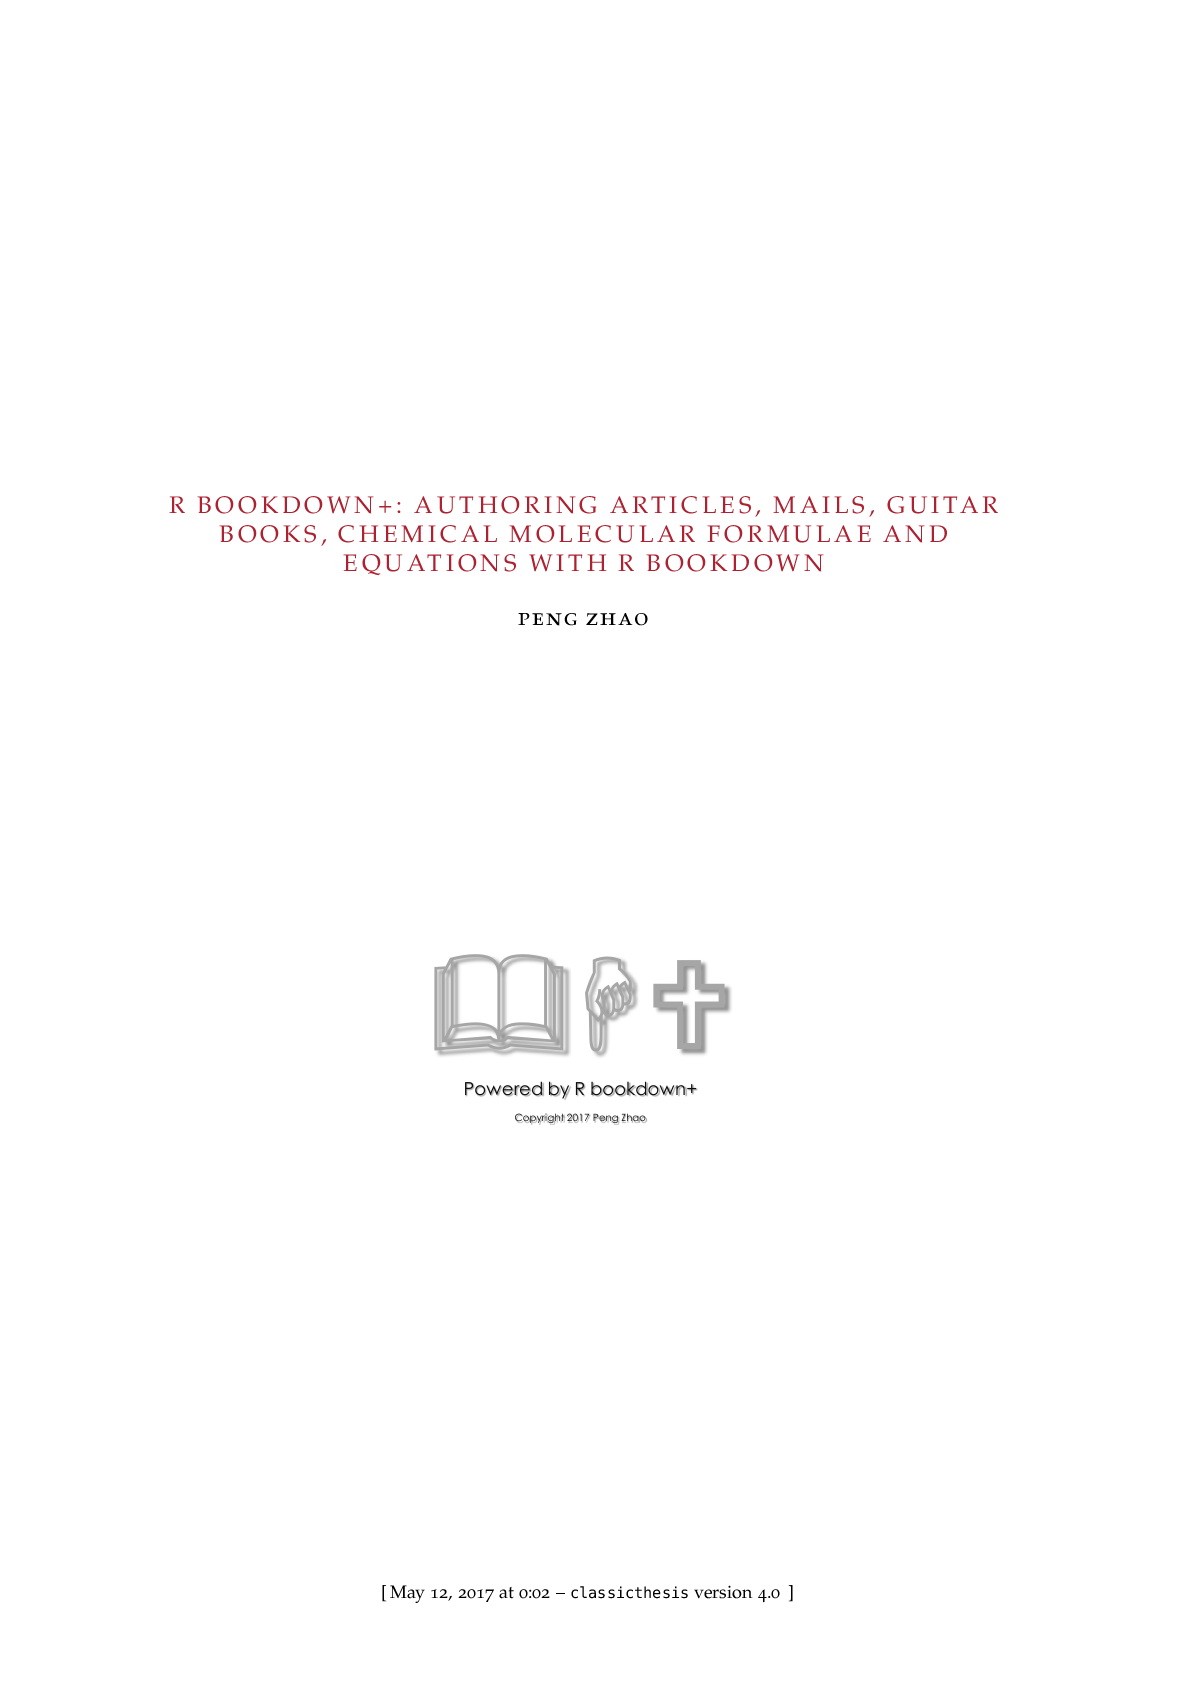 R BOOKDOWN+: AUTHORING ARTICLES, MAILS, GUITAR
BOOKS, CHEMICAL MOLECULAR FORMULAE AND
EQUATIONS WITH R BOOKDOWN
PENG ZHAO
Powered by R bookdown+
Copyright 2017 Peng Zhao
[ May 12, 2017 at 0:02 – classicthesis version 4.0 ]